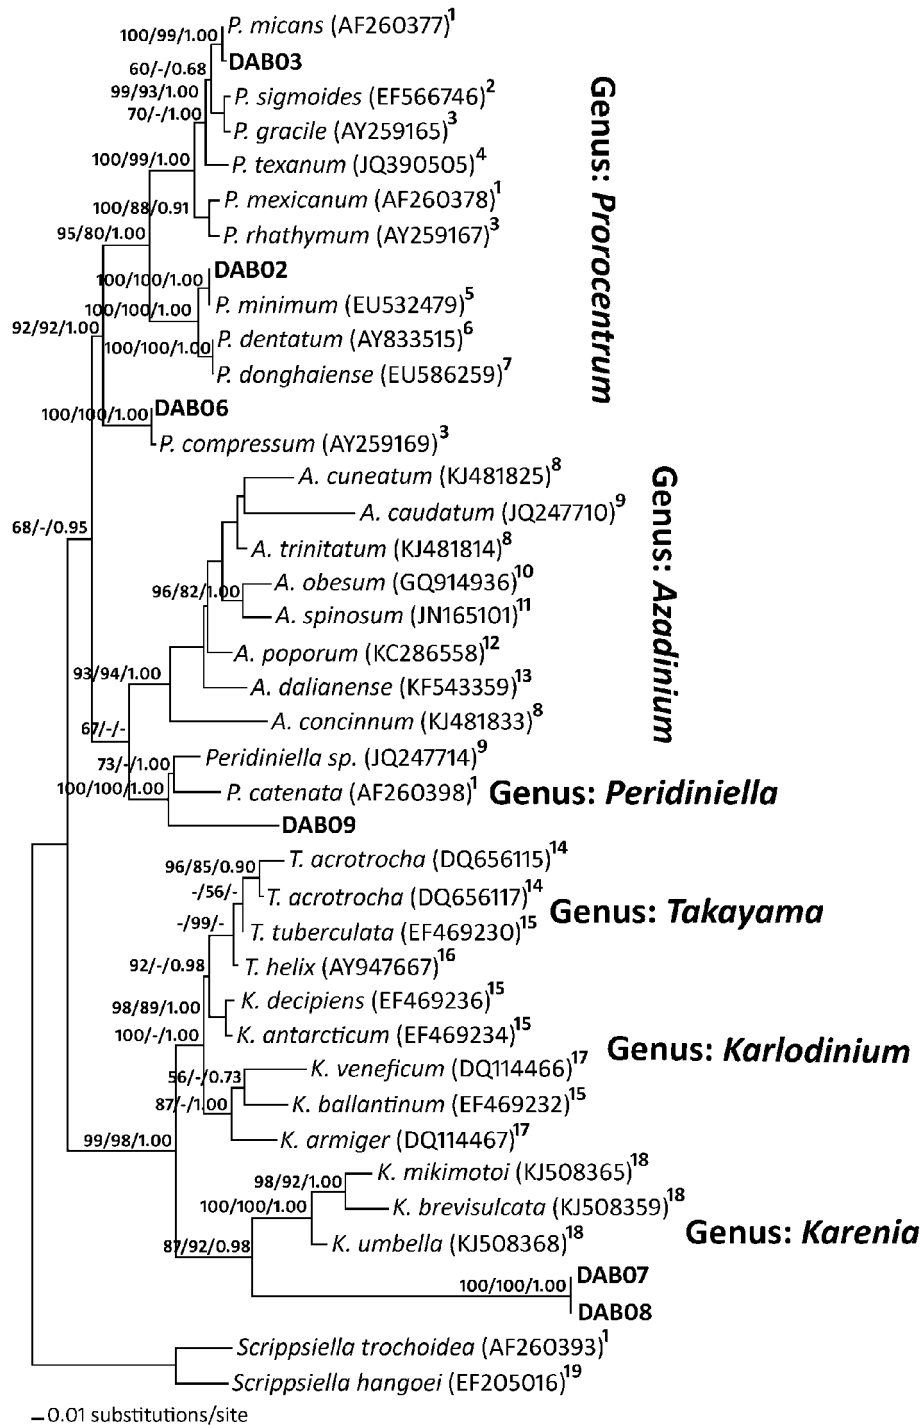 100/99/1.00
P. micans (AF260377)1
DAB03
60/-/0.68
99/93/1.00
P. sigmoides (EF566746)2
70/-/1.00
P. gracile (AY259165)3
100/99/1.00
P. texanum (JQ390505)4
P. mexicanum (AF260378)1
100/88/0.91
P. rhathymum (AY259167)3
95/80/1.00
Genus: Prorocentrum
DAB02
100/100/1.00
P. minimum (EU532479)5
100/100/1.00
92/92/1.00
P. dentatum (AY833515)6
100/100/1.00
P. donghaiense (EU586259)7
DAB06
100/100/1.00
P. compressum (AY259169)3
A. cuneatum (KJ481825)8
A. caudatum (JQ247710)9
68/-/0.95
A. trinitatum (KJ481814)8
A. obesum (GQ914936)10
96/82/1.00
A. spinosum (JN165101)11
Genus: Azadinium
A. poporum (KC286558)12
93/94/1.00
A. dalianense (KF543359)13
A. concinnum (KJ481833)8
67/-/-
Peridiniella sp. (JQ247714)9
73/-/1.00
100/100/1.00
P. catenata (AF260398)1
Genus: Peridiniella
DAB09
T. acrotrocha (DQ656115)14
96/85/0.90
-/56/-
T. acrotrocha (DQ656117)14
Genus: Takayama
-/99/-
T. tuberculata (EF469230)15
92/-/0.98
T. helix (AY947667)16
98/89/1.00
K. decipiens (EF469236)15
100/-/1.00
K. antarcticum (EF469234)15
Genus: Karlodinium
K. veneficum (DQ114466)17
56/-/0.73
87/-/1.00
K. ballantinum (EF469232)15
99/98/1.00
K. armiger (DQ114467)17
K. mikimotoi (KJ508365)18
98/92/1.00
100/100/1.00
K. brevisulcata (KJ508359)18
Genus: Karenia
87/92/0.98
K. umbella (KJ508368)18
100/100/1.00
DAB07
DAB08
Scrippsiella trochoidea (AF260393)1
Scrippsiella hangoei (EF205016)19
0.01 substitutions/site